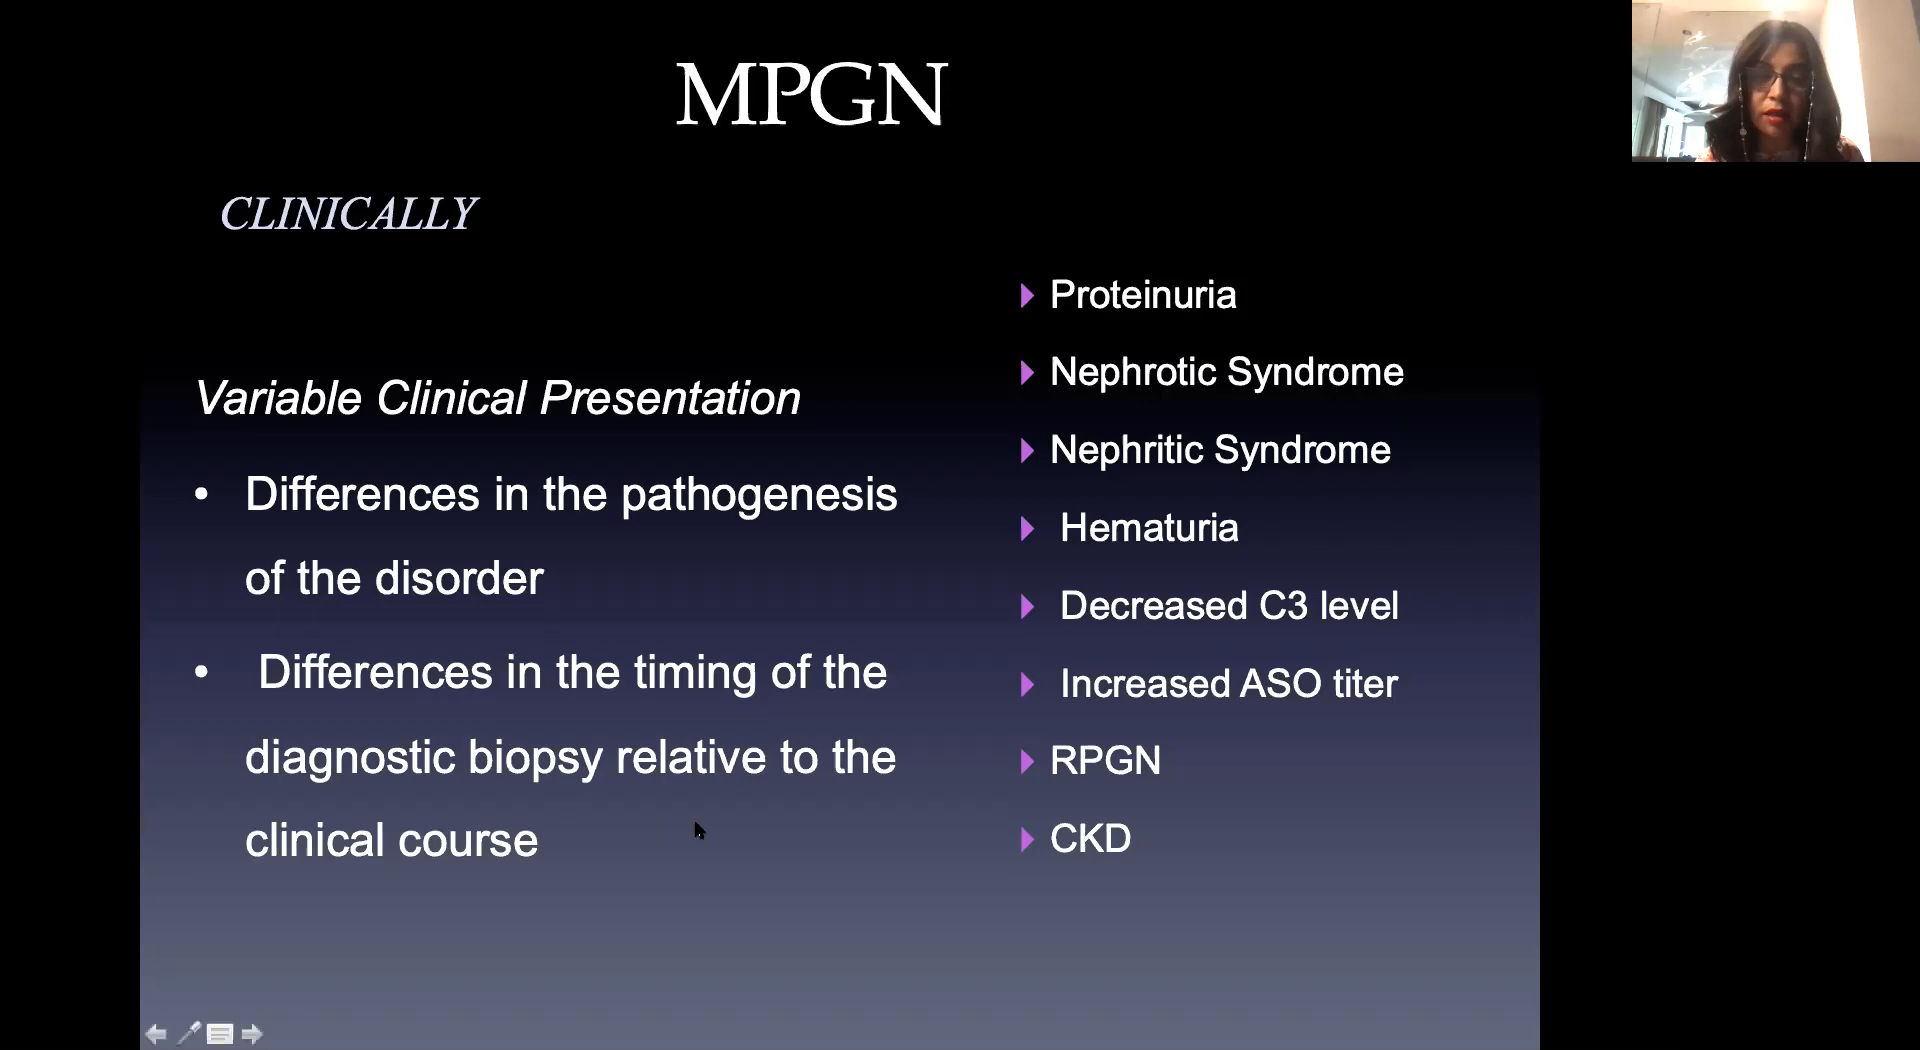 MPGN
CLINICALLY
Variable Clinical Presentation
• Differences in the pathogenesis
of the disorder
• Differences in the timing of the
diagnostic biopsy relative to the
clinical course
Proteinuria
Nephrotic Syndrome
Nephritic Syndrome
Hematuria
Decreased C3 level
Increased ASO titer
RPGN
CKD